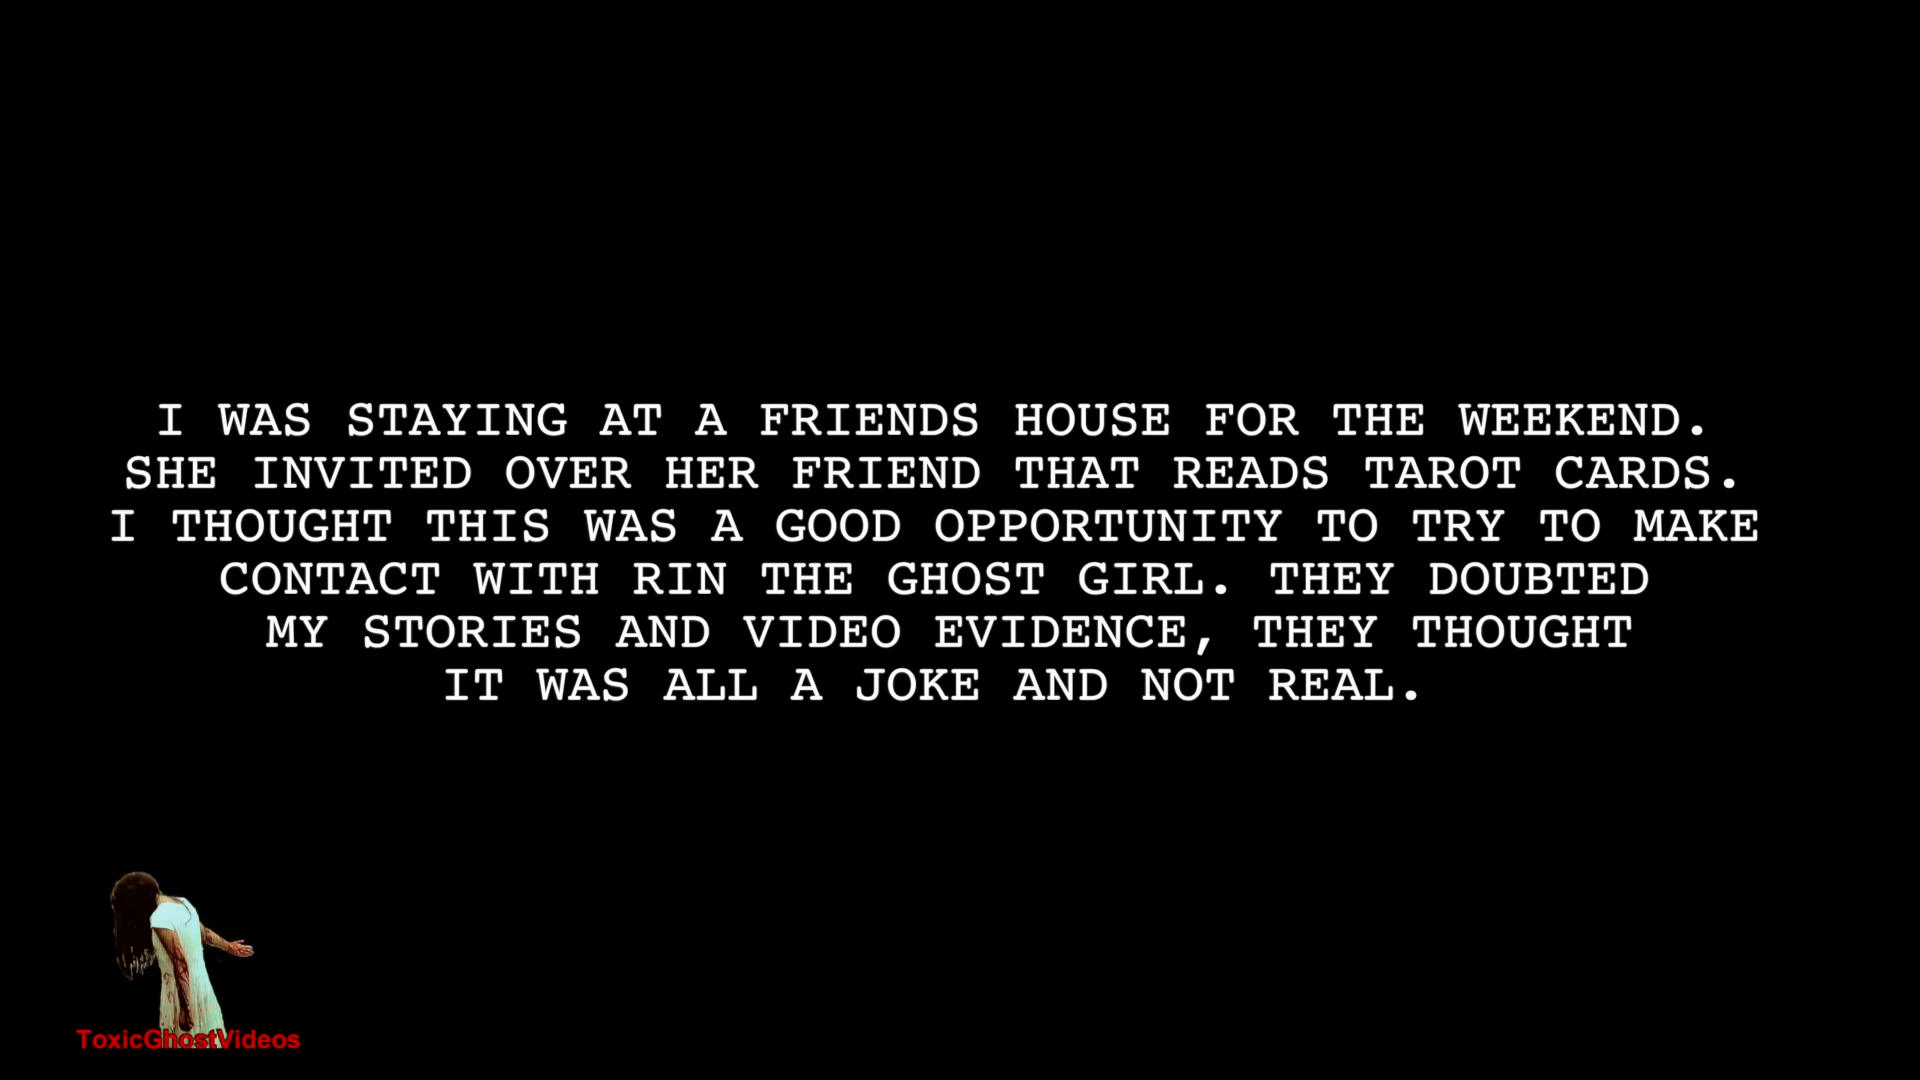 I WAS STAYING AT A FRIENDS HOUSE FOR THE WEEKEND.
SHE INVITED OVER HER FRIEND THAT READS TAROT CARDS.
I THOUGHT THIS WAS A GOOD OPPORTUNITY TO TRY TO MAKE
CONTACT WITH RIN THE GHOST GIRL. THEY DOUBTED
MY STORIES AND VIDEO EVIDENCE, THEY THOUGHT
IT WAS ALL A JOKE AND NOT REAL.
ToxicGhostVideos